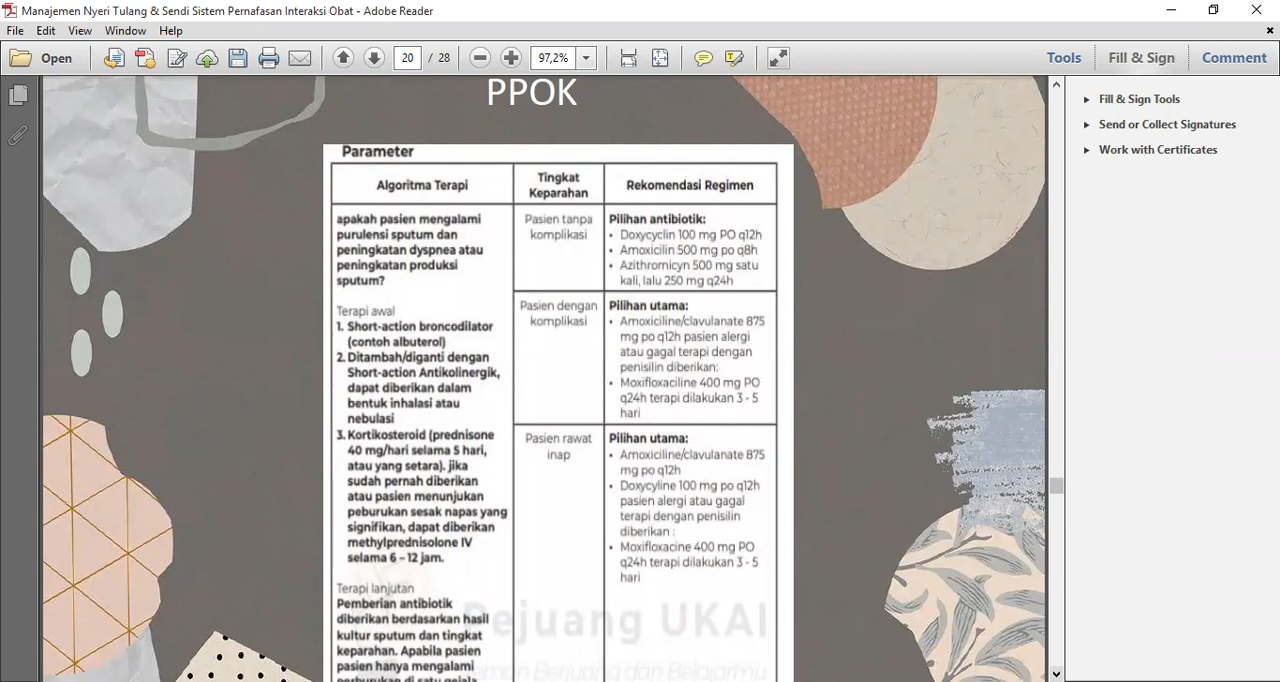 Manajemen Nyeri Tulang & Sendi Sistem Pernafasan Interaksi Obat - Adobe Reader
File Edit View Window Help
Open
20 / 28
97,2%
Tools Fill & Sign Comment
Fill & Sign Tools
Send or Collect Signatures
Work with Certificates
PPOK
Parameter
Algoritma Terapi
Tingkat
Keparahan
Rekomendasi Regimen
apakah pasien mengalami
purulensi sputum dan
peningkatan dyspnea atau
peningkatan produksi
sputum?
Terapi awal
1. Short-action broncodilator
(contoh albuterol)
2. Ditambah/diganti dengan
Short-action Antikolinergik,
dapat diberikan dalam
bentuk inhalasi atau
nebulasi
3. Kortikosteroid (prednisone
40 mg/hari selama 5 hari,
atau yang setara). jika
sudah pernah diberikan
atau pasien menunjukan
peburukan sesak napas yang
signifikan, dapat diberikan
methylprednisolone IV
selama 6 – 12 jam.
Terapi lanjutan
Pemberian antibiotik
diberikan berdasarkan hasil
kultur sputum dan tingkat
keparahan. Apabila pasien
pasien hanya mengalami
perburukan di satu gejala
Pasien tanpa
komplikasi
Pilihan antibiotik:
• Doxycyclin 100 mg PO q12h
• Amoxicilin 500 mg po q8h
• Azithromicyn 500 mg satu
kali, lalu 250 mg q24h
Pasien dengan
komplikasi
Pilihan utama:
• Amoxiciline/clavulanate 875
mg po q12h pasien alergi
atau gagal terapi dengan
penisilin diberikan:
• Moxifloxaciline 400 mg PO
q24h terapi dilakukan 3 - 5
hari
Pasien rawat
inap
Pilihan utama:
• Amoxiciline/clavulanate 875
mg po q12h
• Doxycyline 100 mg po q12h
pasien alergi atau gagal
terapi dengan penisilin
diberikan :
• Moxifloxacine 400 mg PO
q24h terapi dilakukan 3 - 5
hari
Pejuang UKAI
Teman Berjuang dan Belajarmu